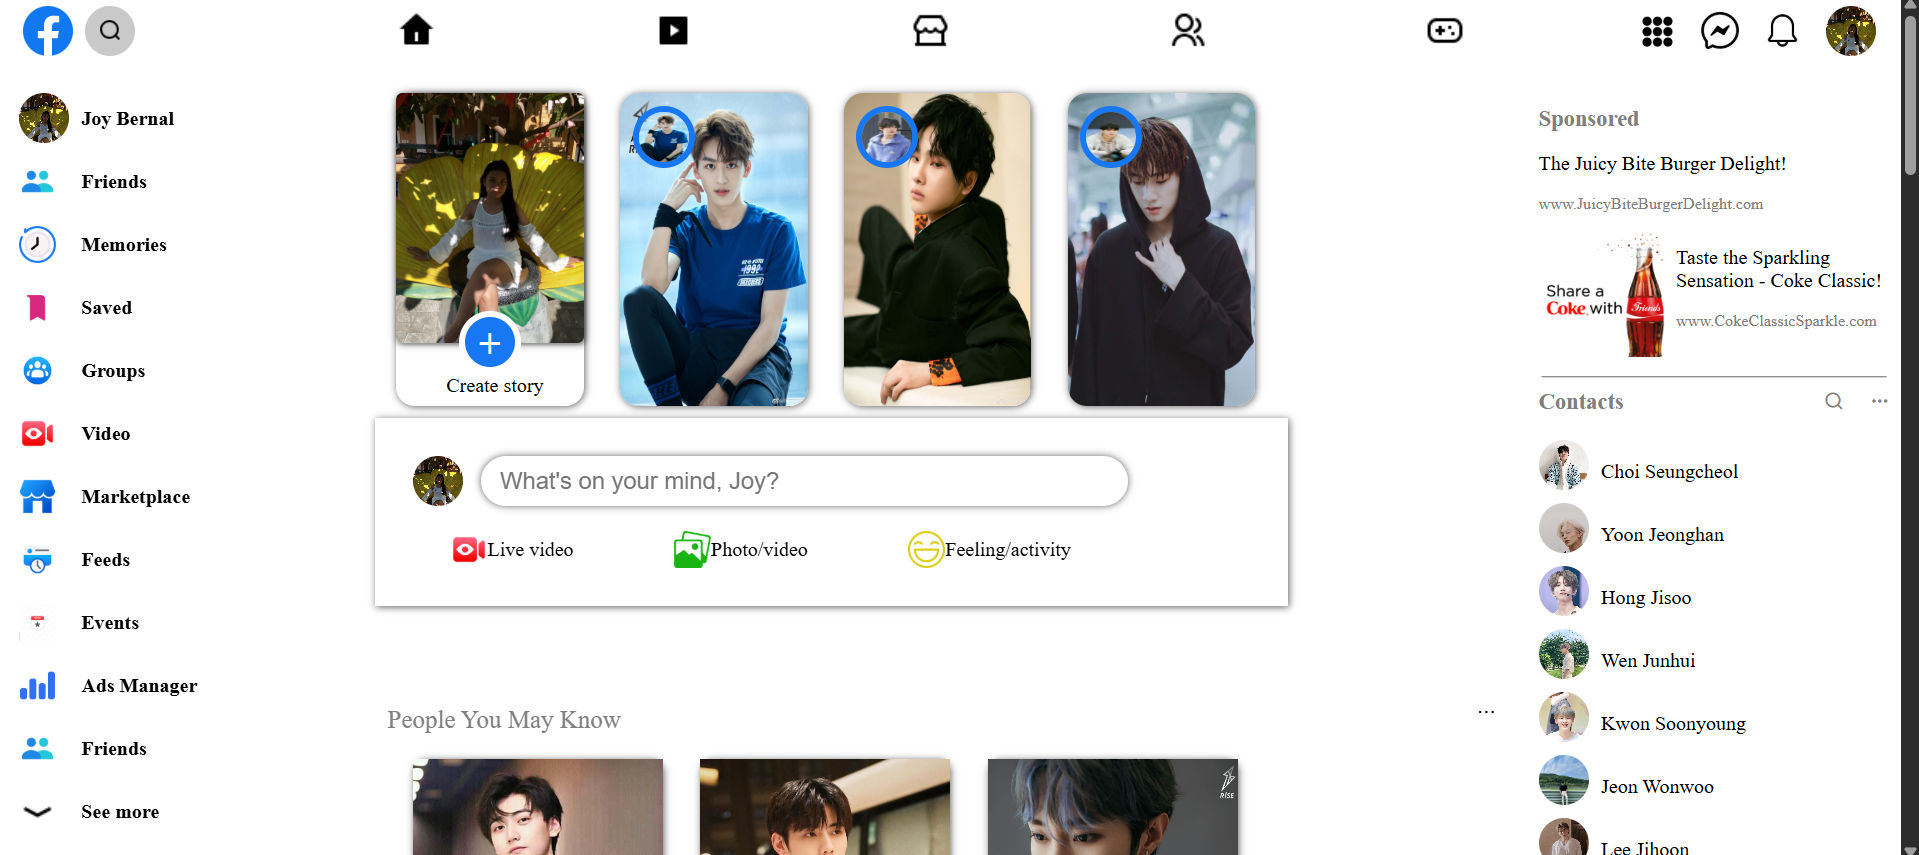 Joy Bernal
Friends
Memories
Saved
Groups
Video
Marketplace
Feeds
Events
Ads Manager
Friends
See more
Create story
What's on your mind, Joy?
Live video
Photo/video
Feeling/activity
People You May Know
...
RISE
Sponsored
The Juicy Bite Burger Delight!
www.JuicyBiteBurgerDelight.com
Share a
Coke with
Friends
Taste the Sparkling
Sensation - Coke Classic!
www.CokeClassicSparkle.com
Contacts
Choi Seungcheol
Yoon Jeonghan
Hong Jisoo
Wen Junhui
Kwon Soonyoung
Jeon Wonwoo
Lee Jihoon